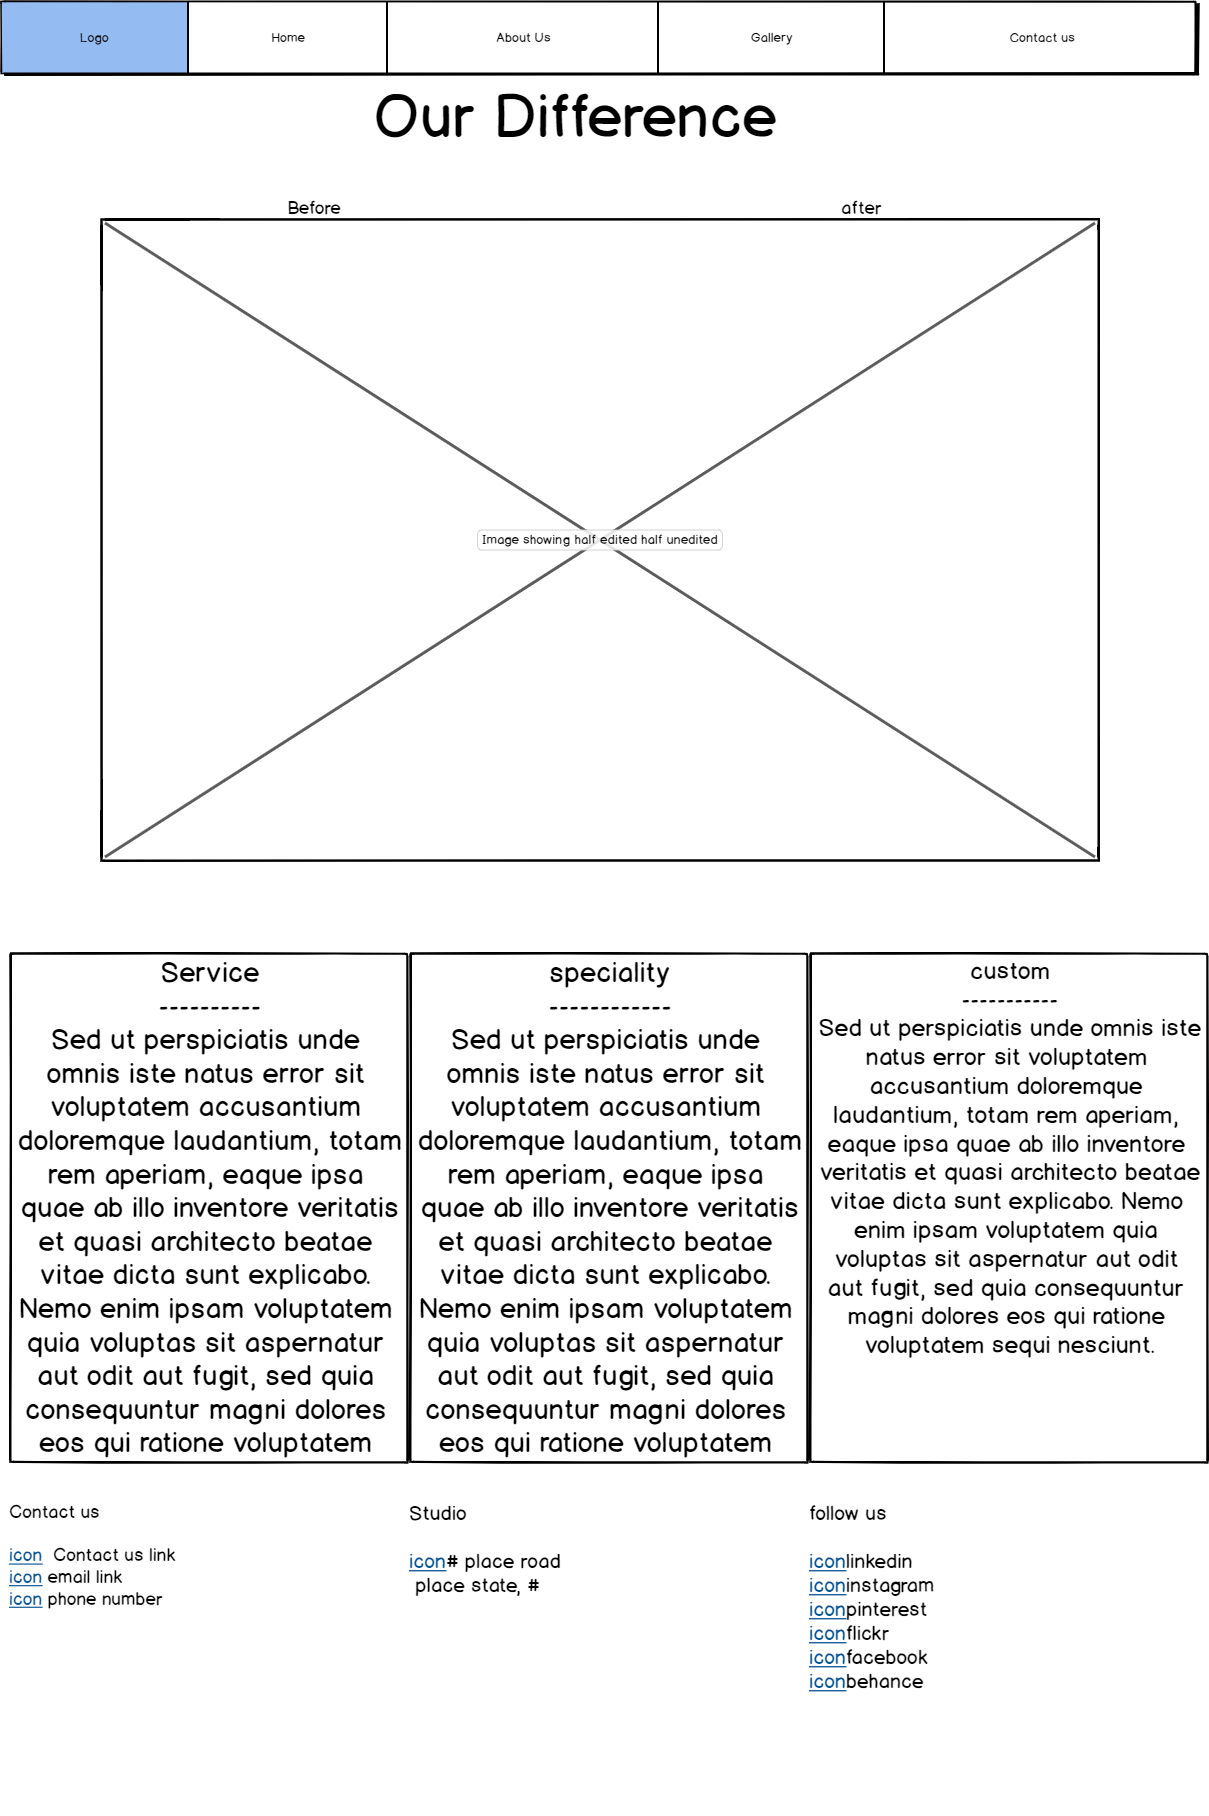 Logo
Home
About Us
Gallery
Contact us
Our Difference
Before
after
Image showing half edited half unedited
Service
----------
Sed ut perspiciatis unde
omnis iste natus error sit
voluptatem accusantium
doloremque laudantium, totam
rem aperiam, eaque ipsa
quae ab illo inventore veritatis
et quasi architecto beatae
vitae dicta sunt explicabo.
Nemo enim ipsam voluptatem
quia voluptas sit aspernatur
aut odit aut fugit, sed quia
consequuntur magni dolores
eos qui ratione voluptatem
speciality
------------
Sed ut perspiciatis unde
omnis iste natus error sit
voluptatem accusantium
doloremque laudantium, totam
rem aperiam, eaque ipsa
quae ab illo inventore veritatis
et quasi architecto beatae
vitae dicta sunt explicabo.
Nemo enim ipsam voluptatem
quia voluptas sit aspernatur
aut odit aut fugit, sed quia
consequuntur magni dolores
eos qui ratione voluptatem
custom
-----------
Sed ut perspiciatis unde omnis iste
natus error sit voluptatem
accusantium doloremque
laudantium, totam rem aperiam,
eaque ipsa quae ab illo inventore
veritatis et quasi architecto beatae
vitae dicta sunt explicabo. Nemo
enim ipsam voluptatem quia
voluptas sit aspernatur aut odit
aut fugit, sed quia consequuntur
magni dolores eos qui ratione
voluptatem sequi nesciunt.
Contact us
icon Contact us link
icon email link
icon phone number
Studio
icon# place road
place state, #
follow us
iconlinkedin
iconinstagram
iconpinterest
iconflickr
iconfacebook
iconbehance